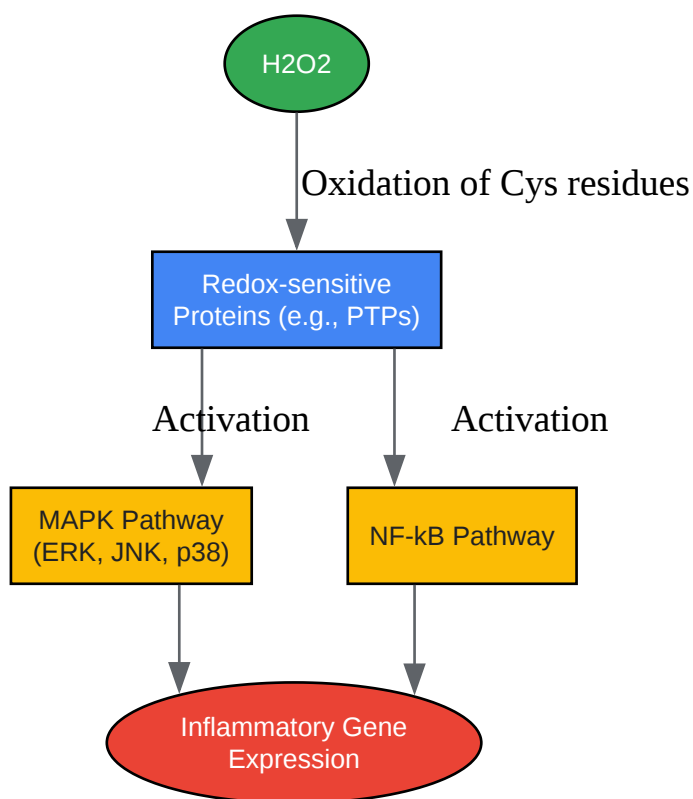 H2O2
Oxidation of Cys residues
Redox-sensitive
Proteins (e.g., PTPs)
Activation
Activation
MAPK Pathway
(ERK, JNK, p38)
NF-kB Pathway
Inflammatory Gene
Expression